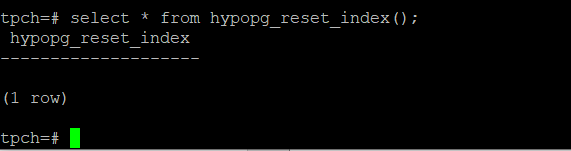 tpch=# select * from hypopg_reset_index();
 hypopg_reset_index
--------------------

(1 row)

tpch=#